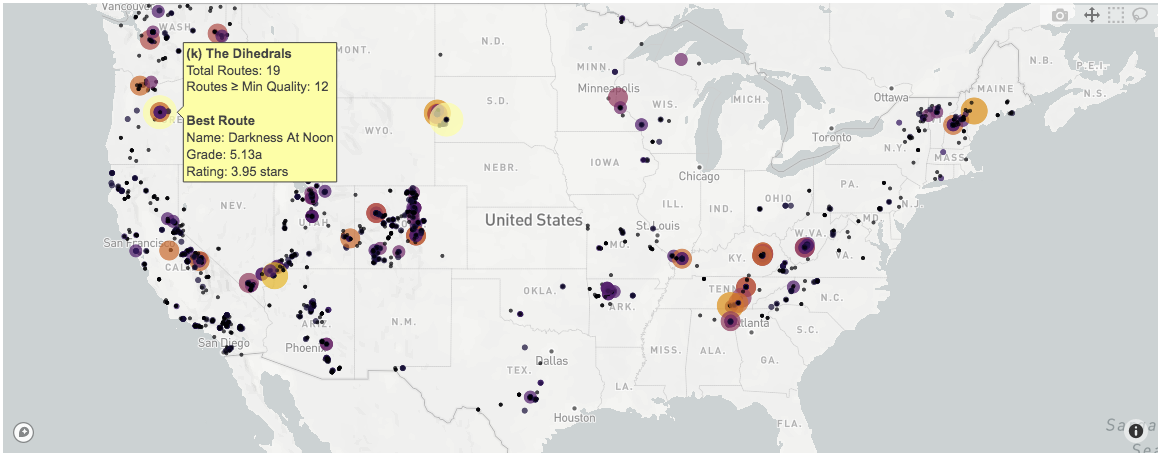 Vancouver
WASH.
(k) The Dihedrals
Total Routes: 19
Routes ≥ Min Quality: 12
Best Route
Name: Darkness At Noon
Grade: 5.13a
Rating: 3.95 stars
MONT.
N.D.
MINN.
Minneapolis
S.D.
WIS.
MICH.
Ottawa
MAINE
N.B.
P.E.I.
N.S.
Toronto
N.Y.
MASS.
WYO.
IOWA
Chicago
NEBR.
PA.
N.J.
NEV.
UTAH
United States
ILL.
IND.
OHIO
MD.
W.VA.
VA.
St. Louis
MO.
KY.
San Francisco
CAL
OKLA.
ARK.
TENN
N.C.
ARIZ.
N.M.
Atlanta
S.C.
San Diego
Phoenix
MISS.
ALA.
GA.
Dallas
TEX.
LA.
Houston
FLA.